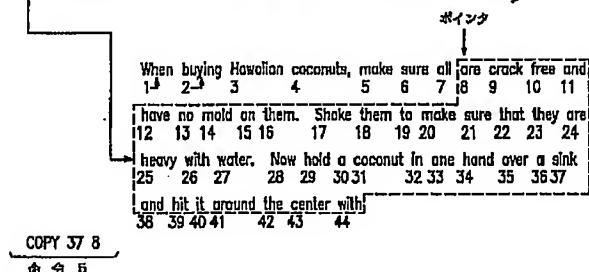 ポインタ
When buying Hawaiian coconuts, make sure all are crack free and
1 2 3 4 5 6 7 8 9 10 11
have no mold on them. Shake them to make sure that they are
12 13 14 15 16 17 18 19 20 21 22 23 24
heavy with water. Now hold a coconut in one hand over a sink
25 26 27 28 29 30 31 32 33 34 35 36 37
and hit it around the center with
38 39 40 41 42 43 44
COPY 37 8
命令5